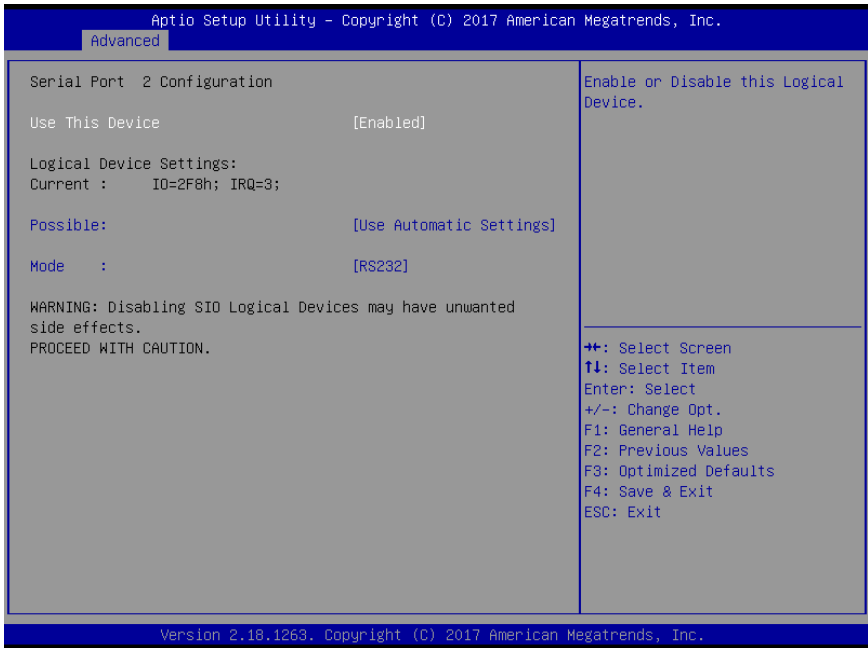 Aptio Setup Utility – Copyright (C) 2017 American Megatrends, Inc.
Advanced
Serial Port  2 Configuration
Use This Device [Enabled]
Logical Device Settings:
Current : IO=2F8h; IRQ=3;
Possible: [Use Automatic Settings]
Mode : [RS232]
WARNING: Disabling SIO Logical Devices may have unwanted
side effects.
PROCEED WITH CAUTION.
Enable or Disable this Logical
Device.
→←: Select Screen
↑↓: Select Item
Enter: Select
+/-: Change Opt.
F1: General Help
F2: Previous Values
F3: Optimized Defaults
F4: Save & Exit
ESC: Exit
Version 2.18.1263. Copyright (C) 2017 American Megatrends, Inc.